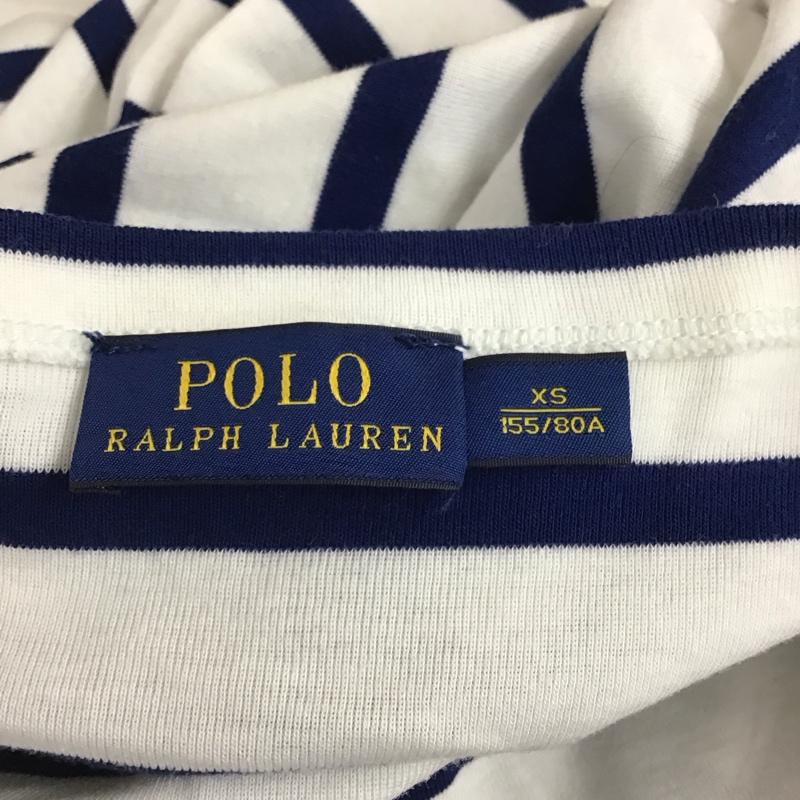 POLO
RALPH LAUREN
XS
155/80A